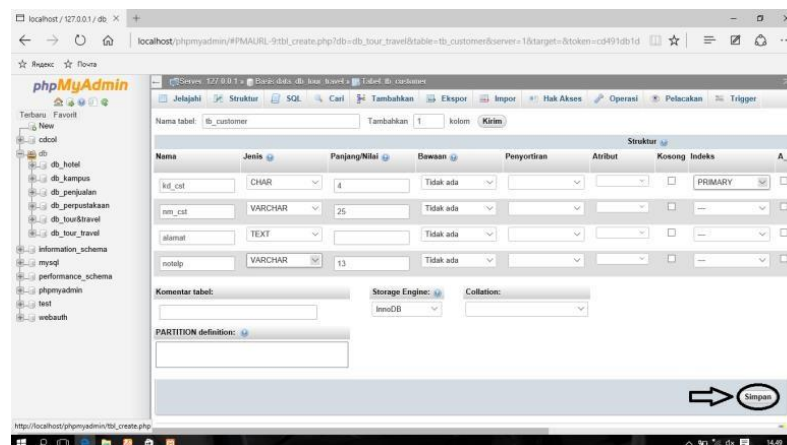 localhost / 127.0.0.1 / db
localhost/phpmyadmin/#PMAURL-9:tbl_create.php?db=db_tour_travel&table=tb_customer&server=1&target=&token=cd491db1d
Яндекс Почта
phpMyAdmin
Terbaru Favorit
New
cdcol
db
db_hotel
db_kampus
db_penjualan
db_perpustakaan
db_tour&travel
db_tour_travel
information_schema
mysql
performance_schema
phpmyadmin
test
webauth
Server: 127.0.0.1 » Basis data: db_tour_travel » Tabel: tb_customer
Jelajahi Struktur SQL Cari Tambahkan Ekspor Impor Hak Akses Operasi Pelacakan Trigger
Nama tabel: tb_customer Tambahkan 1 kolom Kirim
Struktur
Nama Jenis Panjang/Nilai Bawaan Penyortiran Atribut Kosong Indeks A_
kd_cst CHAR 4 Tidak ada PRIMARY
nm_cst VARCHAR 25 Tidak ada ---
alamat TEXT Tidak ada ---
notelp VARCHAR 13 Tidak ada ---
Komentar tabel: Storage Engine: Collation:
InnoDB
PARTITION definition:
Simpan
http://localhost/phpmyadmin/tbl_create.php
14.49